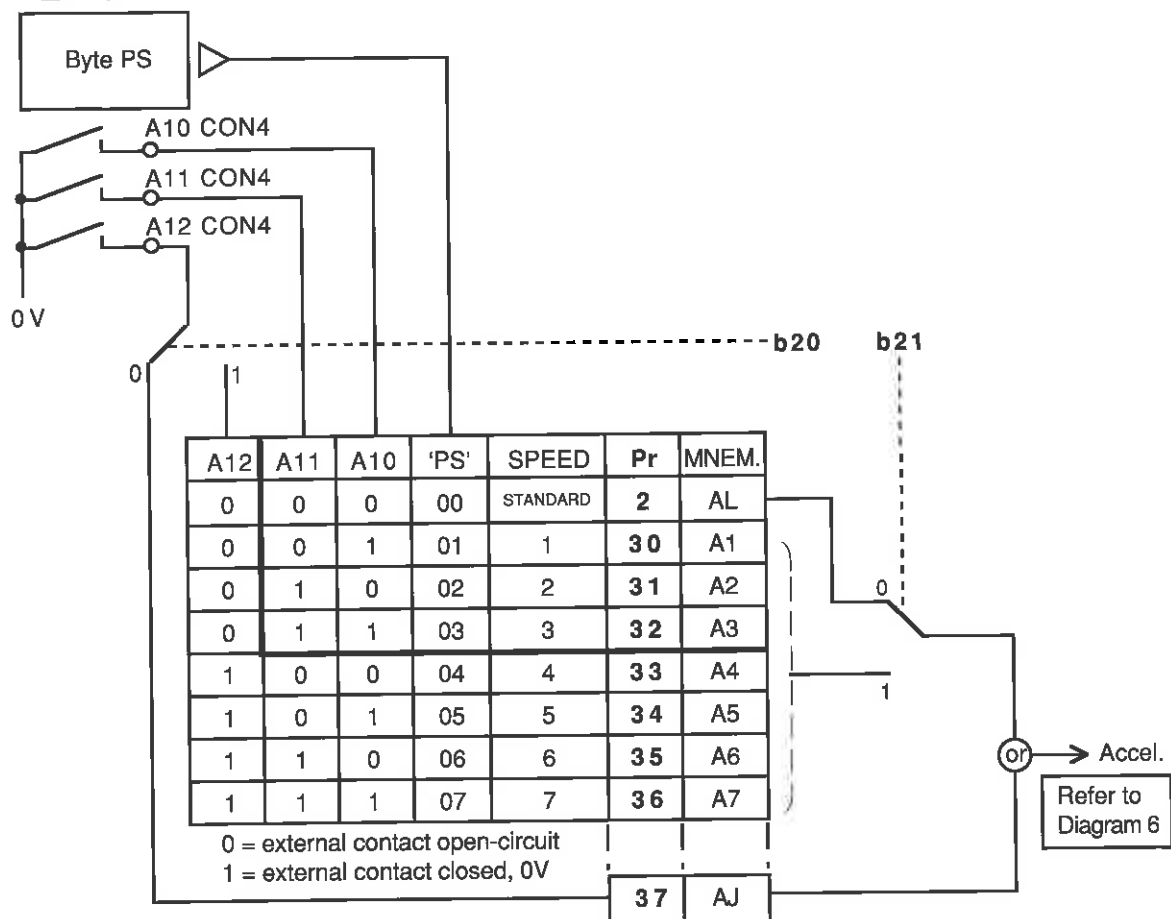 Byte PS
A10 CON4
A11 CON4
A12 CON4
0 V
0 1
b20 b21
A12 A11 A10 'PS' SPEED Pr MNEM.
0 0 0 00 STANDARD 2 AL
0 0 1 01 1 30 A1
0 1 0 02 2 31 A2
0 1 1 03 3 32 A3
1 0 0 04 4 33 A4
1 0 1 05 5 34 A5
1 1 0 06 6 35 A6
1 1 1 07 7 36 A7
0
1
or Accel.
Refer to
Diagram 6
0 = external contact open-circuit
1 = external contact closed, 0V
37 AJ